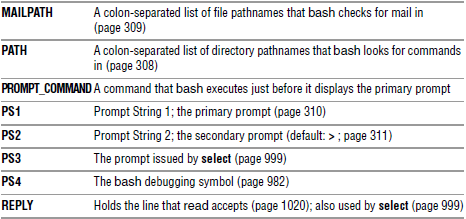 MAILPATH A colon-separated list of file pathnames that bash checks for mail in
(page 309)
PATH A colon-separated list of directory pathnames that bash looks for commands
in (page 308)
PROMPT_COMMAND A command that bash executes just before it displays the primary prompt
PS1 Prompt String 1; the primary prompt (page 310)
PS2 Prompt String 2; the secondary prompt (default: > ; page 311)
PS3 The prompt issued by select (page 999)
PS4 The bash debugging symbol (page 982)
REPLY Holds the line that read accepts (page 1020); also used by select (page 999)